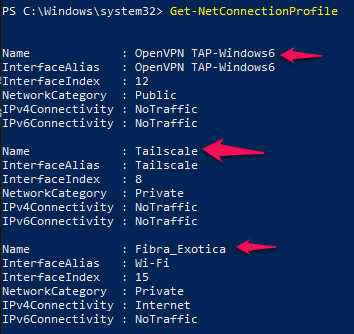 PS C:\Windows\system32> Get-NetConnectionProfile
Name             : OpenVPN TAP-Windows6
InterfaceAlias   : OpenVPN TAP-Windows6
InterfaceIndex   : 12
NetworkCategory  : Public
IPv4Connectivity : NoTraffic
IPv6Connectivity : NoTraffic
Name             : Tailscale
InterfaceAlias   : Tailscale
InterfaceIndex   : 8
NetworkCategory  : Private
IPv4Connectivity : NoTraffic
IPv6Connectivity : NoTraffic
Name             : Fibra_Exotica
InterfaceAlias   : Wi-Fi
InterfaceIndex   : 15
NetworkCategory  : Private
IPv4Connectivity : Internet
IPv6Connectivity : NoTraffic